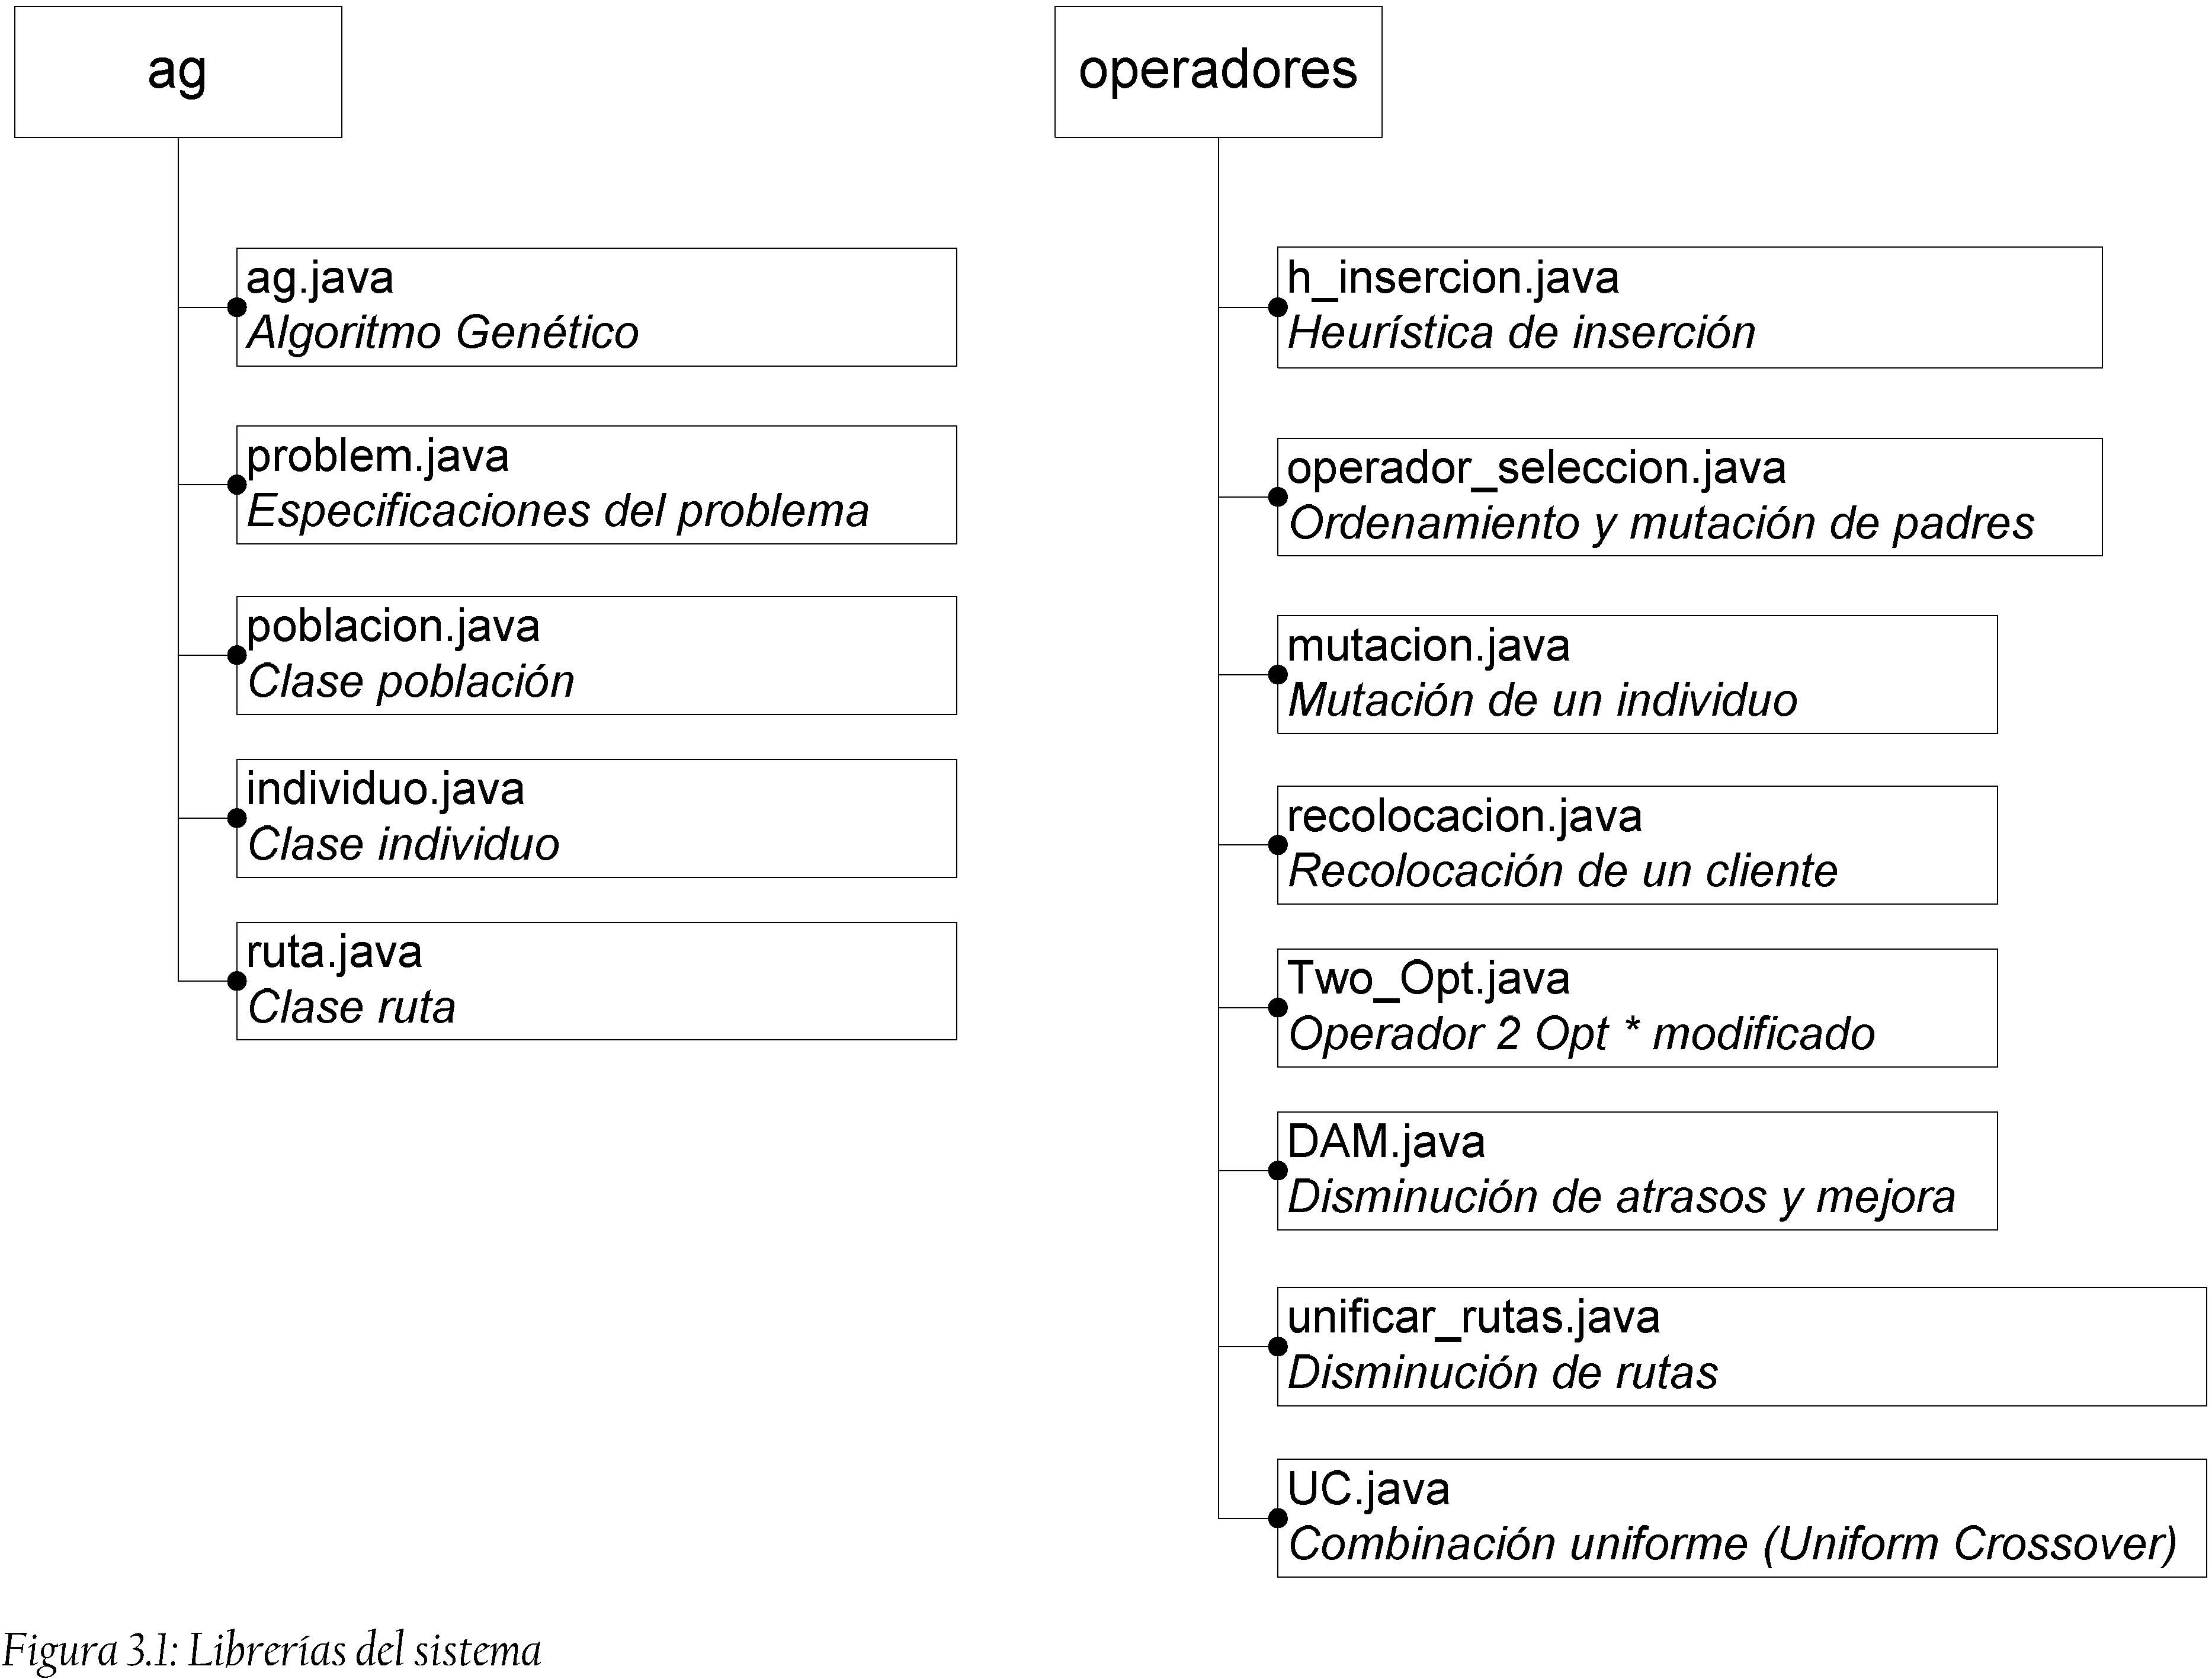 ag
ag.java
Algoritmo Genético
problem.java
Especificaciones del problema
poblacion.java
Clase población
individuo.java
Clase individuo
ruta.java
Clase ruta
operadores
h_insercion.java
Heurística de inserción
operador_seleccion.java
Ordenamiento y mutación de padres
mutacion.java
Mutación de un individuo
recolocacion.java
Recolocación de un cliente
Two_Opt.java
Operador 2 Opt * modificado
DAM.java
Disminución de atrasos y mejora
unificar_rutas.java
Disminución de rutas
UC.java
Combinación uniforme (Uniform Crossover)
Figura 3.1: Librerías del sistema